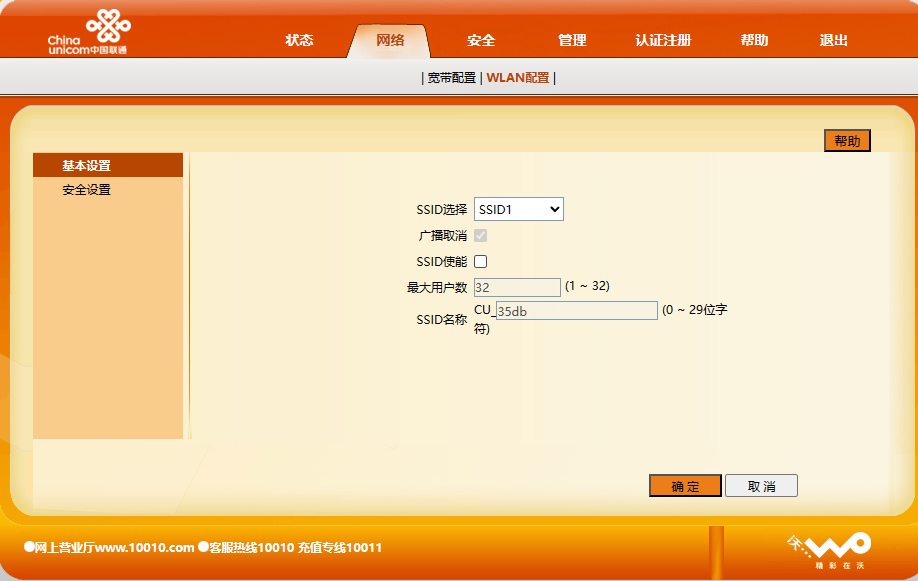 China
unicom中国联通
状态 网络 安全 管理 认证注册 帮助 退出
| 宽带配置 | WLAN配置 |
帮助
基本设置
安全设置
SSID选择 SSID1
广播取消
SSID使能
最大用户数 32 (1 ~ 32)
SSID名称 CU_35db (0 ~ 29位字
符)
确 定 取 消
●网上营业厅www.10010.com ●客服热线10010 充值专线10011
沃... WO
精彩在沃